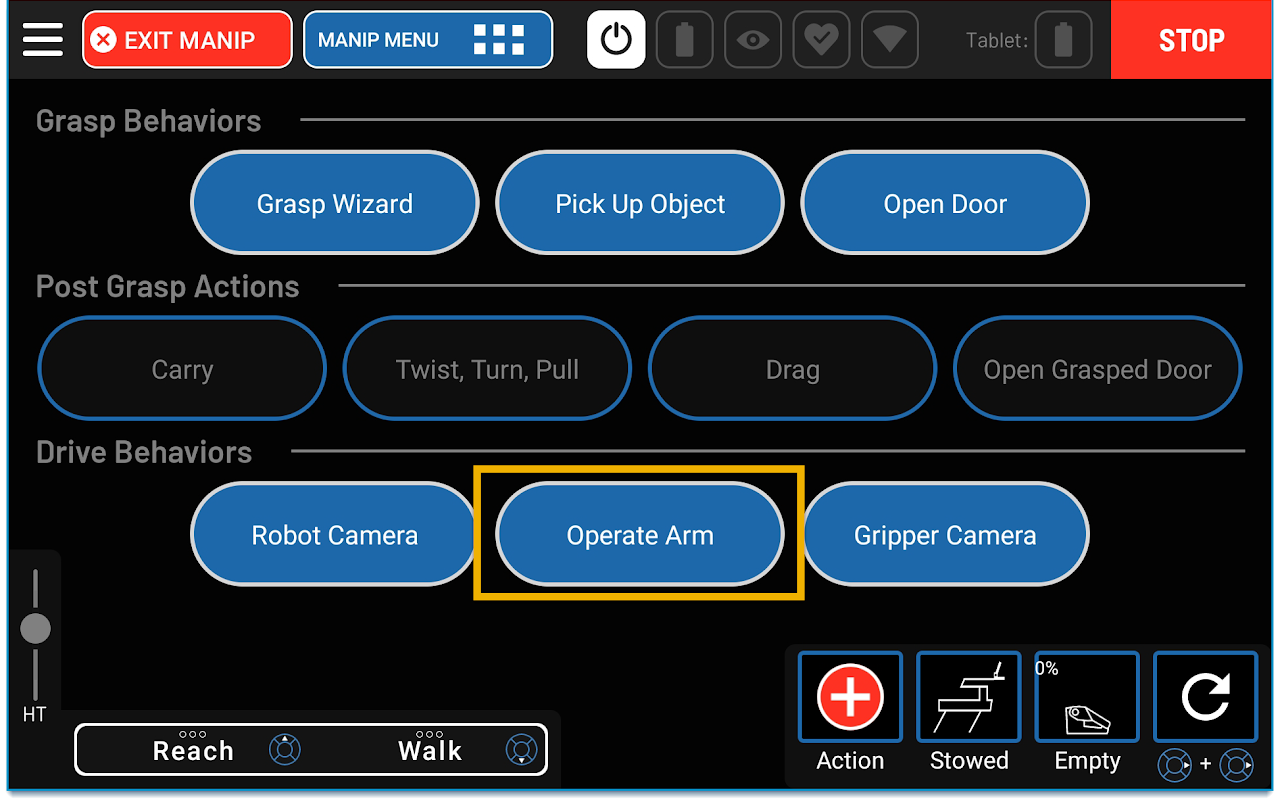 EXIT MANIP MANIP MENU Tablet: STOP
Grasp Behaviors
Grasp Wizard Pick Up Object Open Door
Post Grasp Actions
Carry Twist, Turn, Pull Drag Open Grasped Door
Drive Behaviors
Robot Camera Operate Arm Gripper Camera
0%
HT
Reach Walk
Action Stowed Empty +